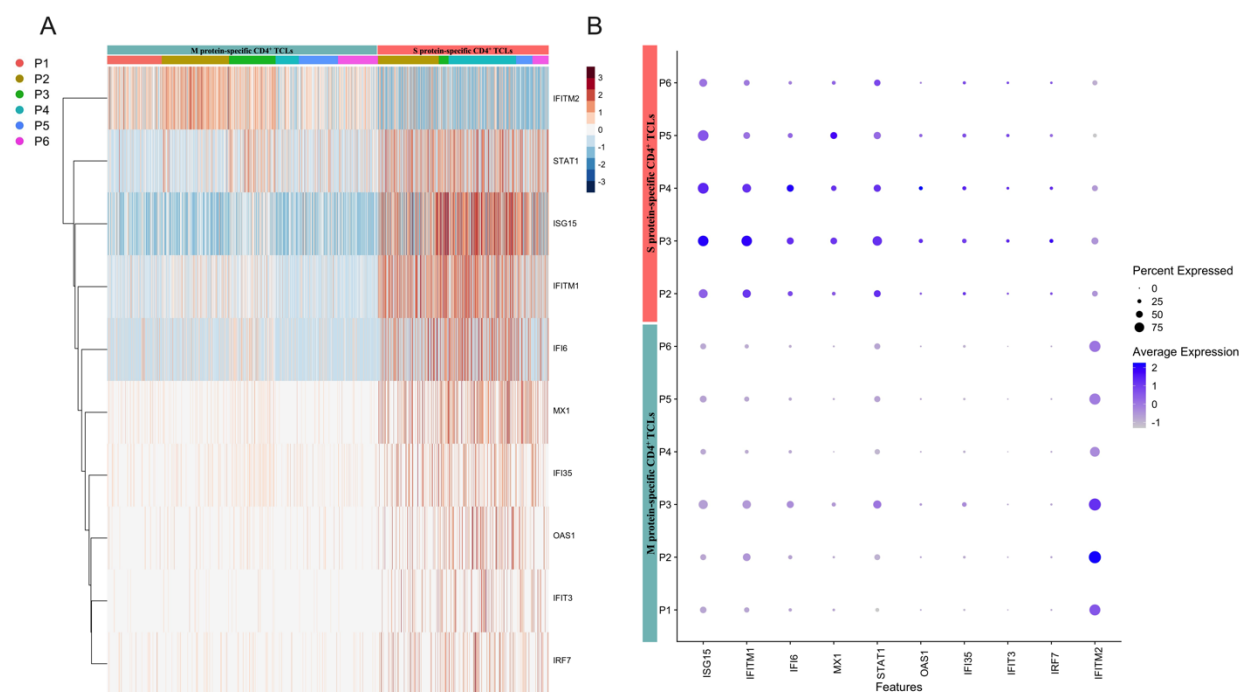 A
M protein-specific CD4⁺ TCLs
S protein-specific CD4⁺ TCLs
P1
P2
P3
P4
P5
P6
3
2
1
0
-1
-2
-3
IFITM2
STAT1
ISG15
IFITM1
IFI6
MX1
IFI35
OAS1
IFIT3
IRF7
B
S protein-specific CD4⁺ TCLs
M protein-specific CD4⁺ TCLs
P6
P5
P4
P3
P2
P6
P5
P4
P3
P2
P1
ISG15
IFITM1
IFI6
MX1
STAT1
OAS1
IFI35
IFIT3
IRF7
IFITM2
Features
Percent Expressed
0
25
50
75
Average Expression
2
1
0
-1